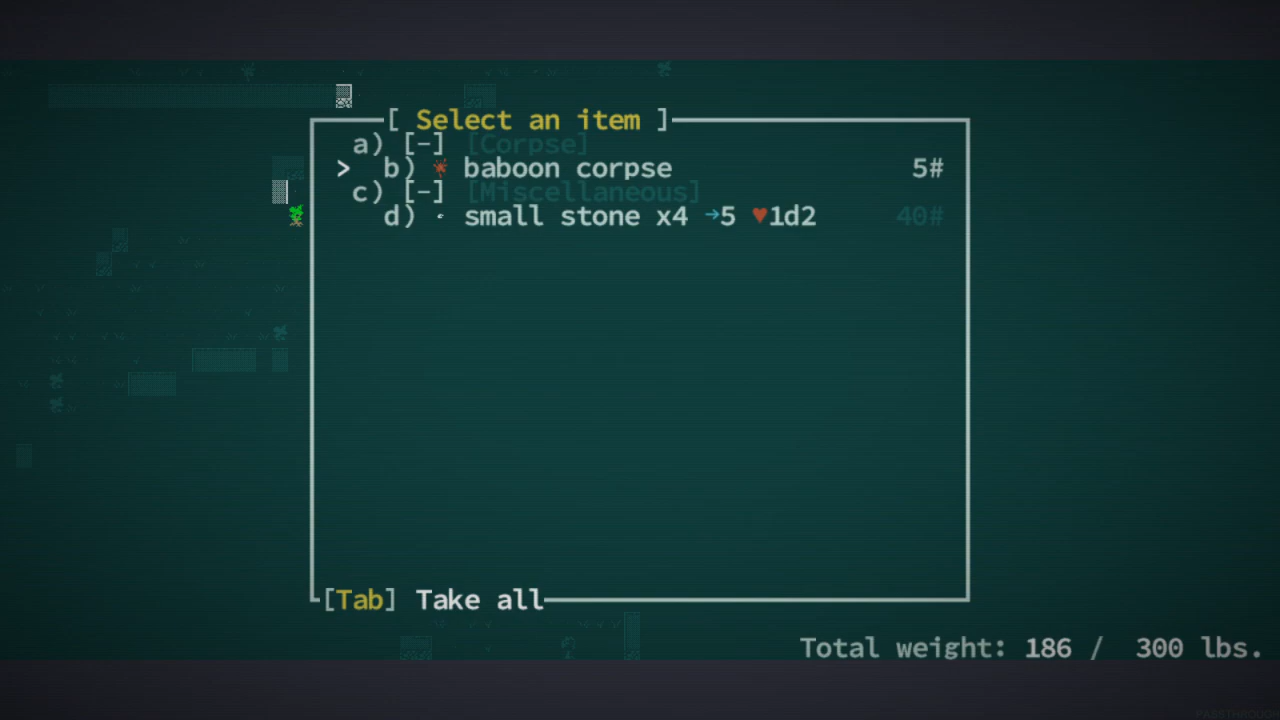 [ Select an item ]
a) [-] [Corpse]
> b) baboon corpse 5#
c) [-] [Miscellaneous]
d) small stone x4 →5 ♥1d2 40#
[Tab] Take all
Total weight: 186 / 300 lbs.